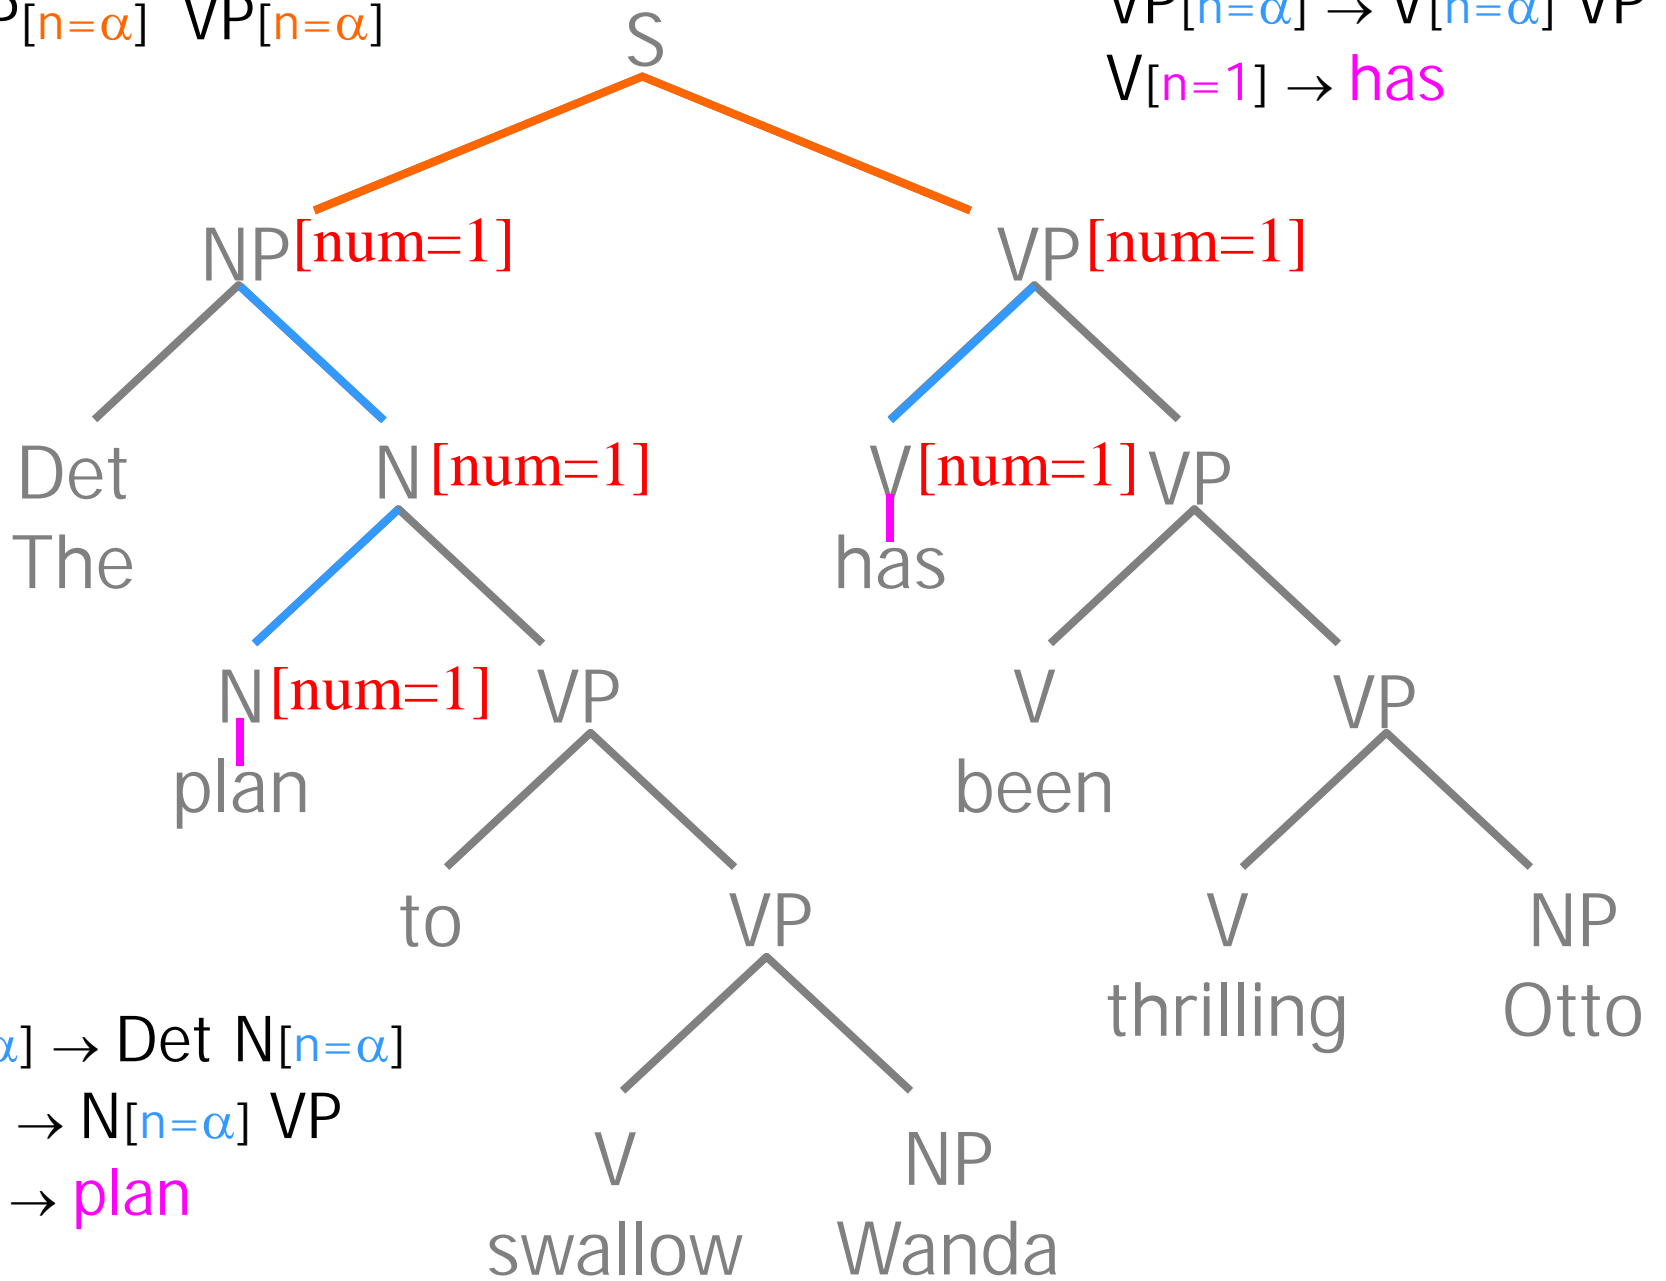 P[n=α] VP[n=α]
VP[n=α] → V[n=α] VP
V[n=1] → has
S
NP[num=1] VP[num=1]
Det N[num=1] V[num=1] VP
The has
N[num=1] VP V VP
plan been
to VP V NP
thrilling Otto
α] → Det N[n=α]
→ N[n=α] VP
→ plan
V NP
swallow Wanda